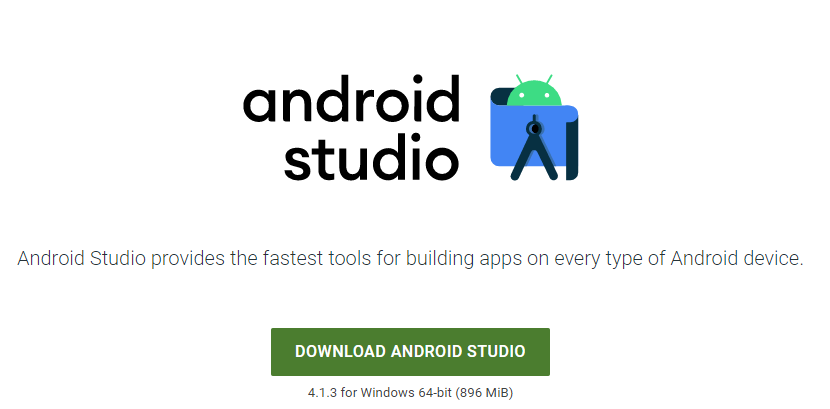 android
studio
Android Studio provides the fastest tools for building apps on every type of Android device.
DOWNLOAD ANDROID STUDIO
4.1.3 for Windows 64-bit (896 MiB)